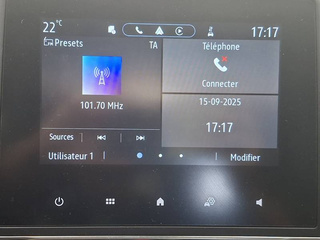 22°C 17:17
Presets TA Téléphone
Connecter
101.70 MHz 15-09-2025
Sources 17:17
Utilisateur 1 Modifier